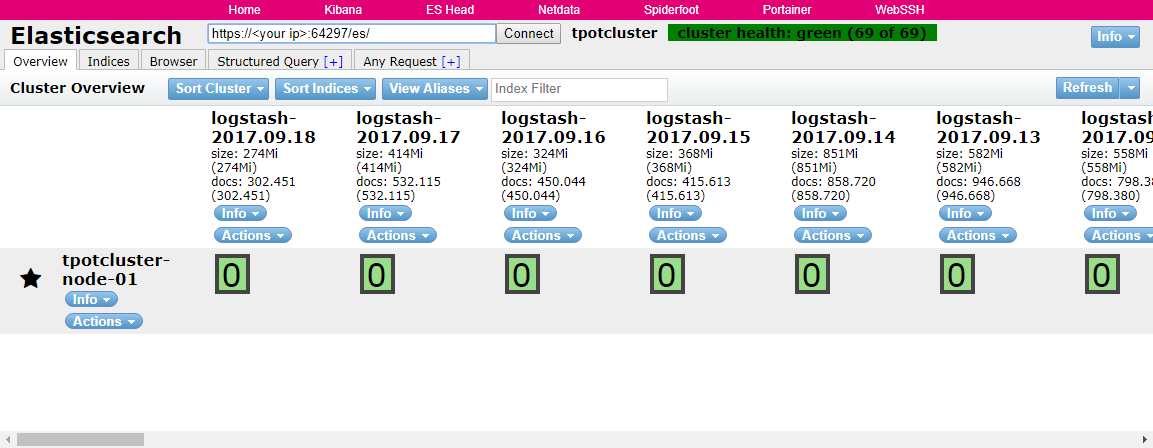 Home Kibana ES Head Netdata Spiderfoot Portainer WebSSH
Elasticsearch https://<your ip>:64297/es/ Connect tpotcluster cluster health: green (69 of 69) Info
Overview Indices Browser Structured Query [+] Any Request [+]
Cluster Overview Sort Cluster Sort Indices View Aliases Index Filter Refresh
logstash- logstash- logstash- logstash- logstash- logstash- logstas
2017.09.18 2017.09.17 2017.09.16 2017.09.15 2017.09.14 2017.09.13 2017.09
size: 274Mi size: 414Mi size: 324Mi size: 368Mi size: 851Mi size: 582Mi size: 558Mi
(274Mi) (414Mi) (324Mi) (368Mi) (851Mi) (582Mi) (558Mi)
docs: 302.451 docs: 532.115 docs: 450.044 docs: 415.613 docs: 858.720 docs: 946.668 docs: 798.38
(302.451) (532.115) (450.044) (415.613) (858.720) (946.668) (798.380)
Info Info Info Info Info Info Info
Actions Actions Actions Actions Actions Actions Actions
tpotcluster- 0 0 0 0 0 0 0
node-01
Info
Actions